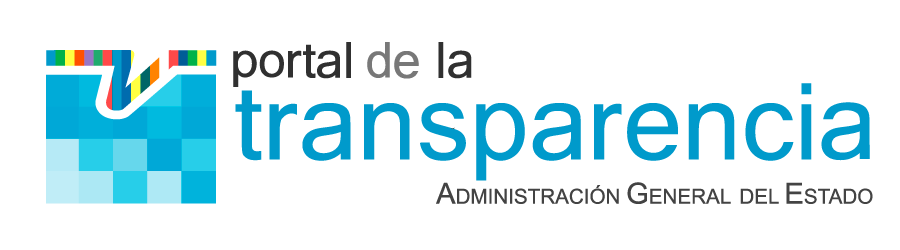 portal de la
transparencia
ADMINISTRACIÓN GENERAL DEL ESTADO